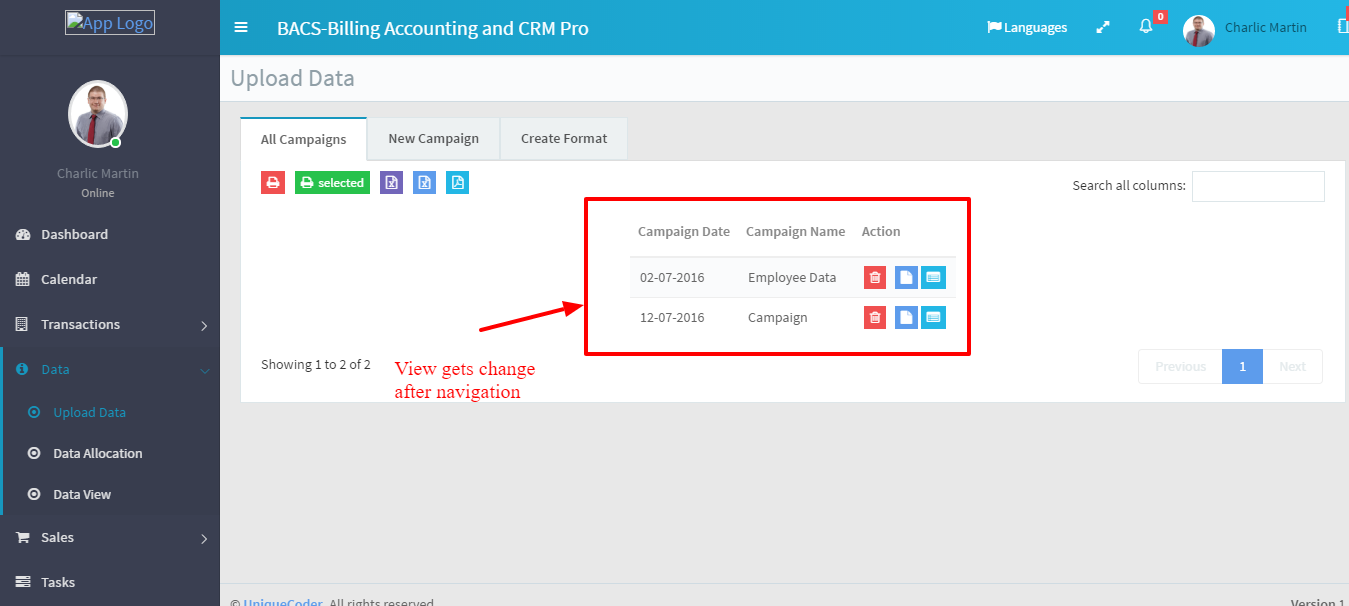 App Logo
BACS-Billing Accounting and CRM Pro
Languages
0
Charlic Martin
Upload Data
Charlic Martin
Online
Dashboard
Calendar
Transactions
Data
Upload Data
Data Allocation
Data View
Sales
Tasks
All Campaigns
New Campaign
Create Format
selected
Search all columns:
Campaign Date Campaign Name Action
02-07-2016 Employee Data
12-07-2016 Campaign
Showing 1 to 2 of 2
View gets change
after navigation
Previous 1 Next
© UniqueCoder. All rights reserved
Version 1